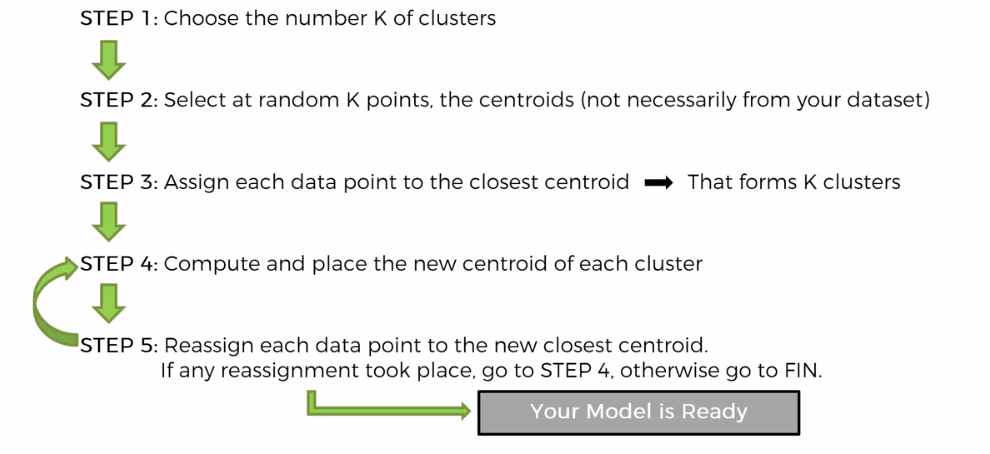 STEP 1: Choose the number K of clusters
STEP 2: Select at random K points, the centroids (not necessarily from your dataset)
STEP 3: Assign each data point to the closest centroid That forms K clusters
STEP 4: Compute and place the new centroid of each cluster
STEP 5: Reassign each data point to the new closest centroid.
If any reassignment took place, go to STEP 4, otherwise go to FIN.
Your Model is Ready